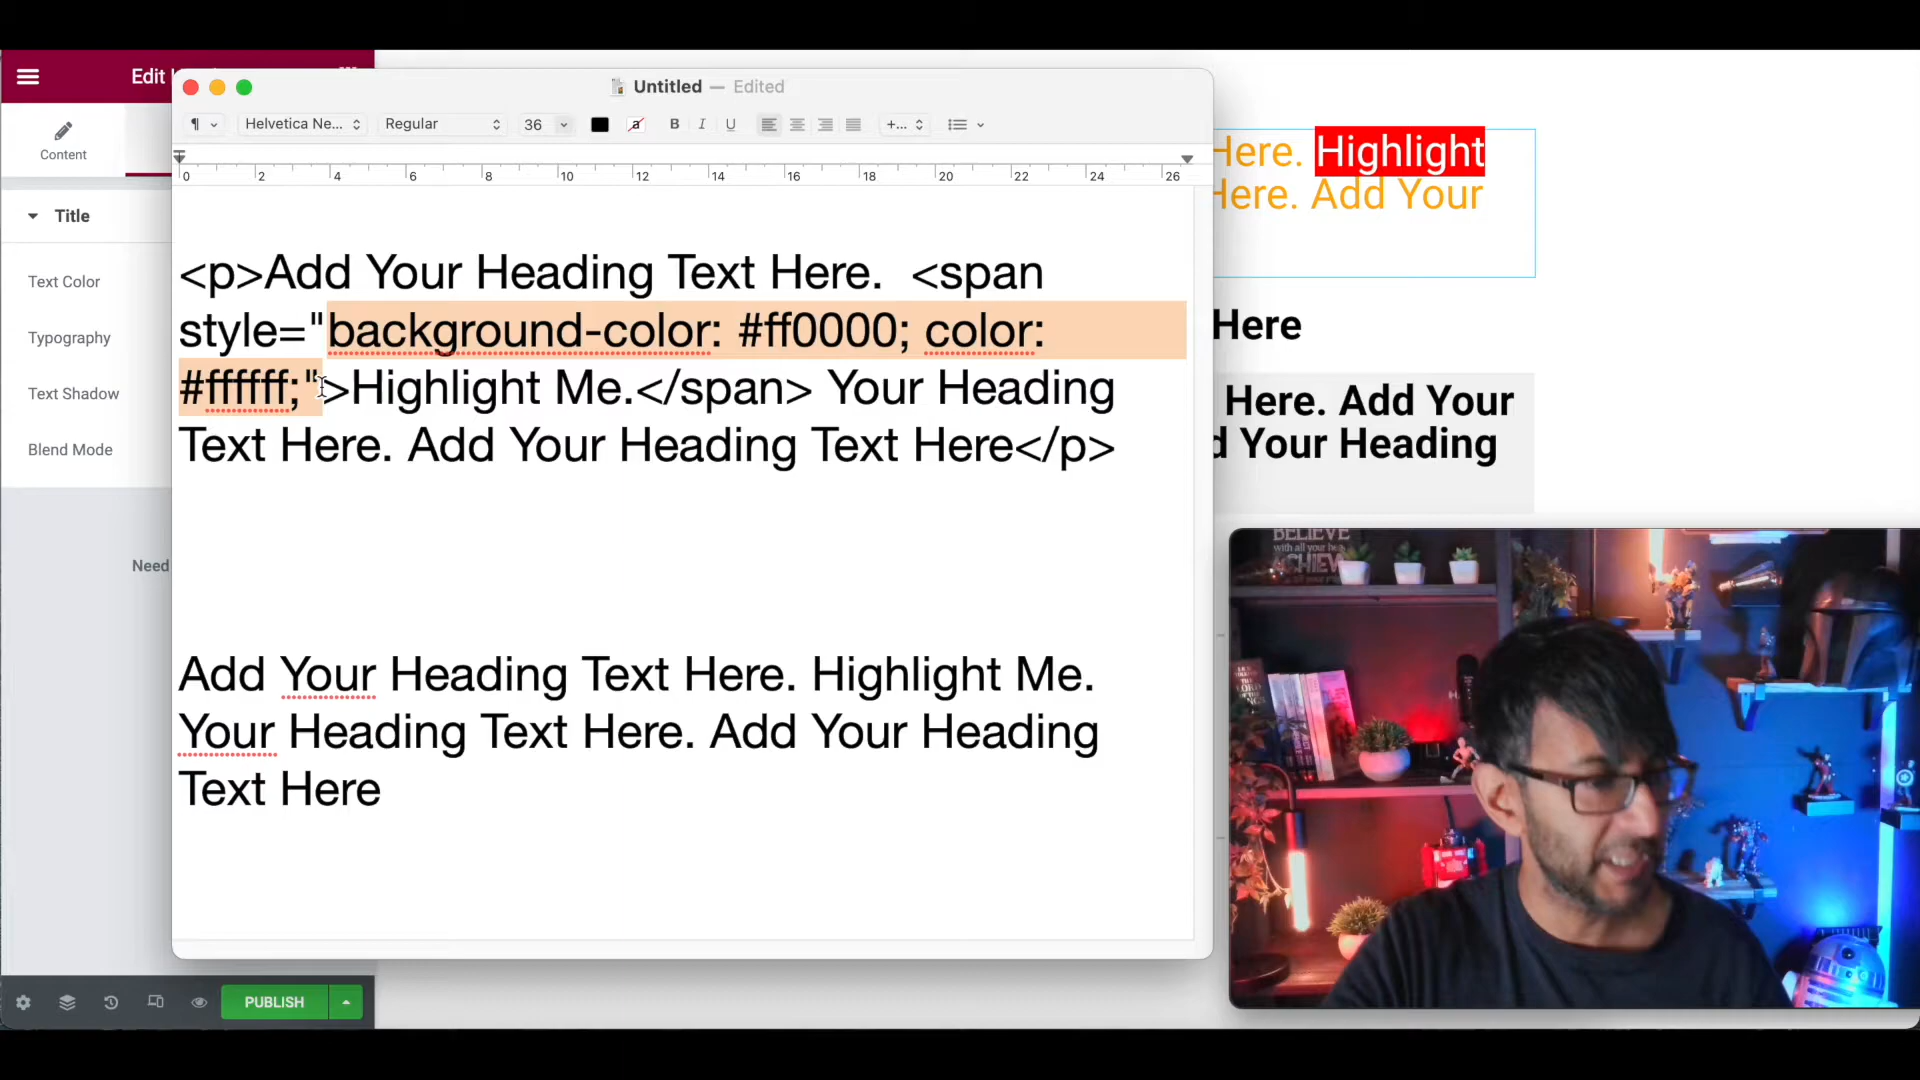 Edit
Content
Title
Text Color
Typography
Text Shadow
Blend Mode
Need
PUBLISH
Untitled — Edited
¶ Helvetica Ne... Regular 36 B I U +...
0 2 4 6 8 10 12 14 16 18 20 22 24 26
<p>Add Your Heading Text Here.  <span
style="background-color: #ff0000; color:
#ffffff;">Highlight Me.</span> Your Heading
Text Here. Add Your Heading Text Here</p>
Add Your Heading Text Here. Highlight Me.
Your Heading Text Here. Add Your Heading
Text Here
Here. Highlight
Here. Add Your
Here
Here. Add Your
d Your Heading
BELIEVE
with all your
ACHIEV